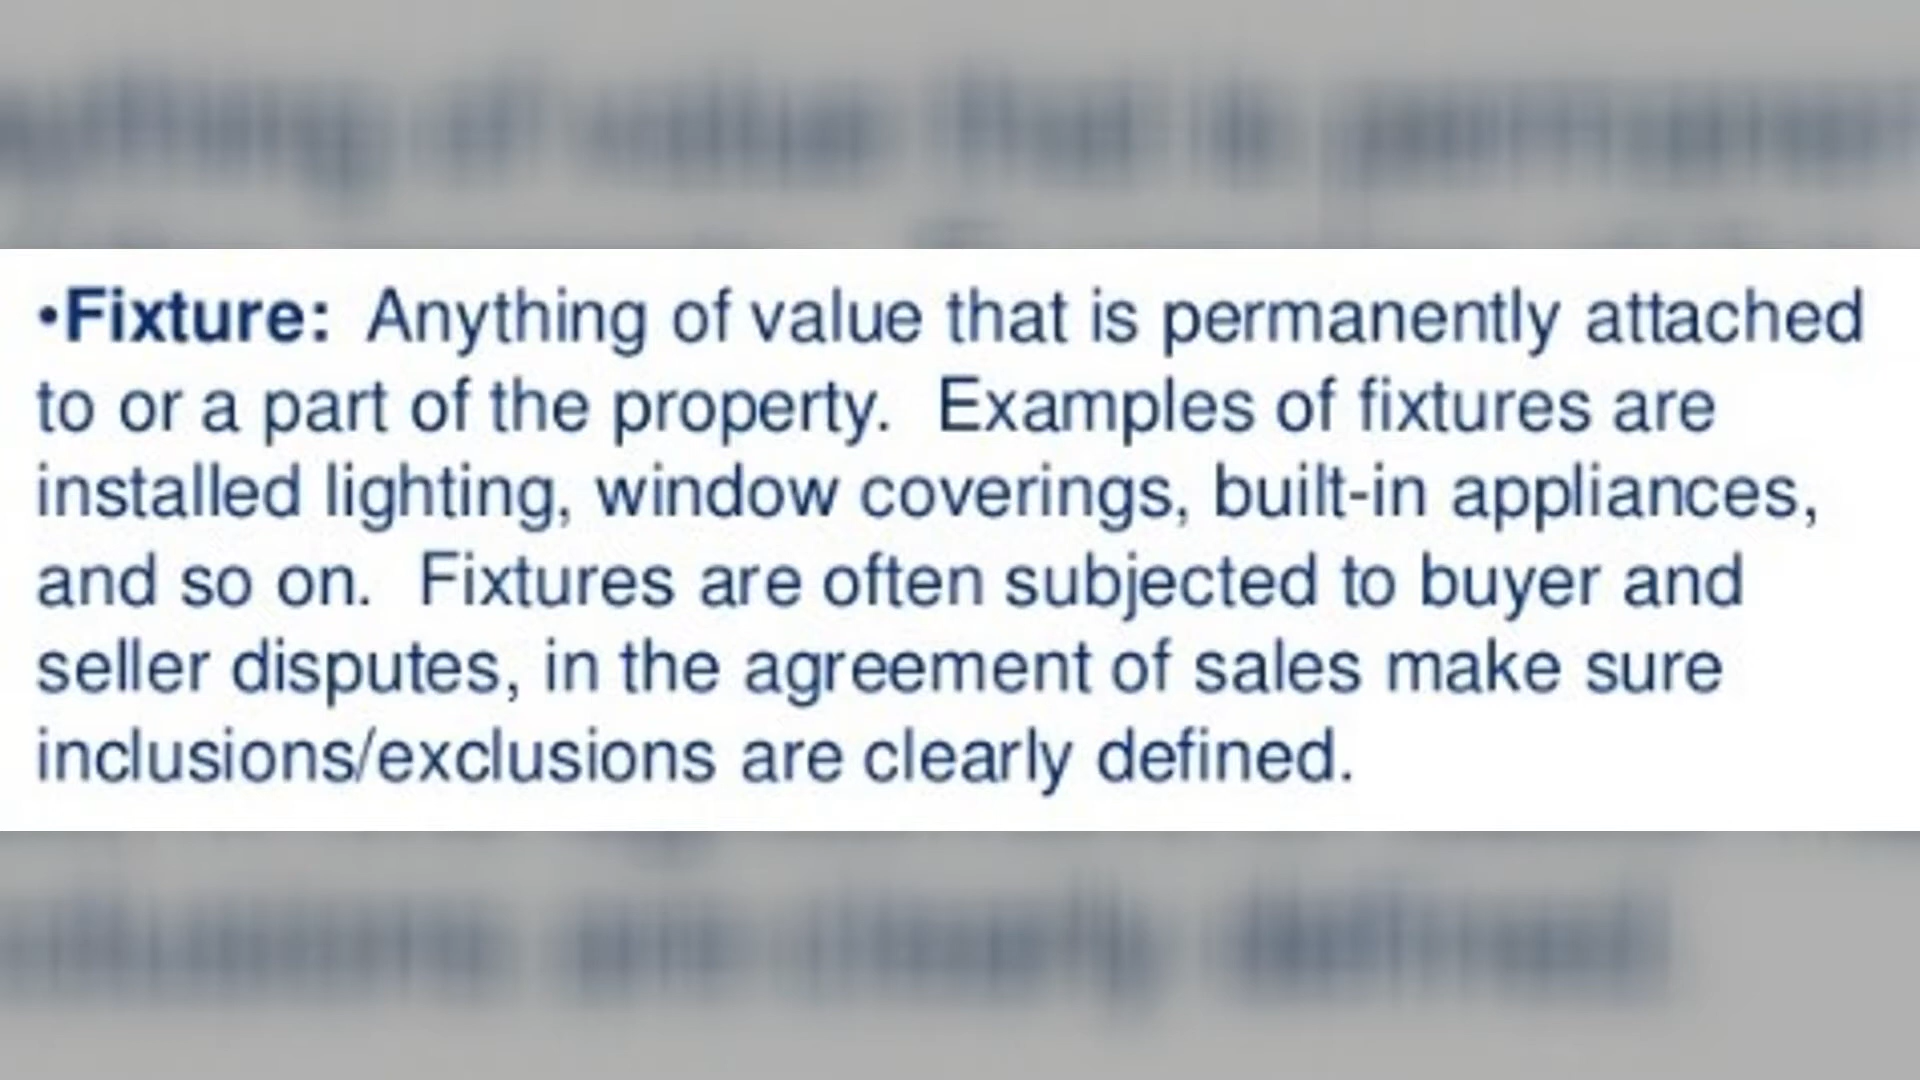 •Fixture: Anything of value that is permanently attached
to or a part of the property. Examples of fixtures are
installed lighting, window coverings, built-in appliances,
and so on. Fixtures are often subjected to buyer and
seller disputes, in the agreement of sales make sure
inclusions/exclusions are clearly defined.